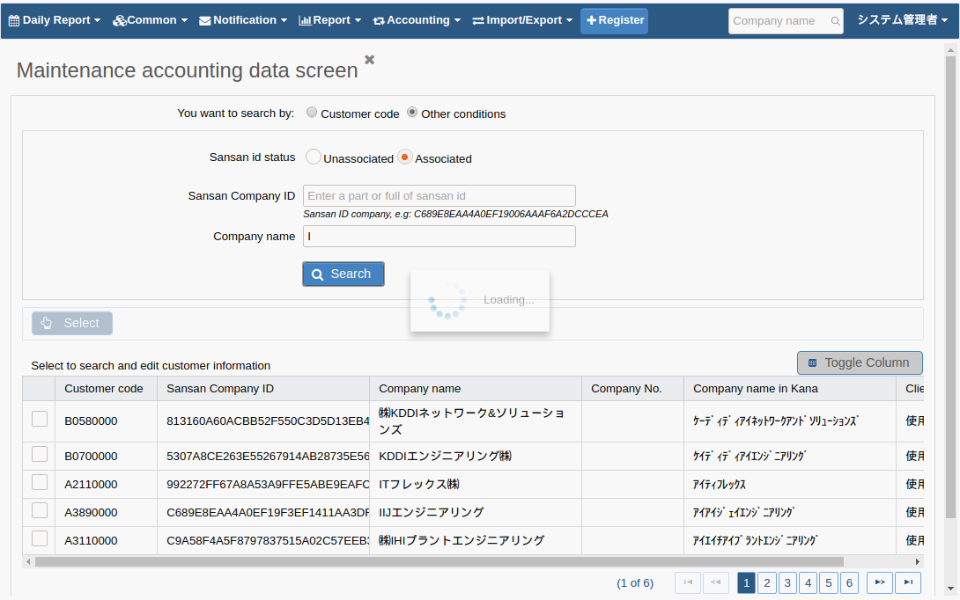 Daily Report Common Notification Report Accounting Import/Export Register Company name システム管理者
Maintenance accounting data screen
You want to search by: Customer code Other conditions
Sansan id status Unassociated Associated
Sansan Company ID Enter a part or full of sansan id
Sansan ID company, e.g: C689E8EAA4A0EF19006AAAF6A2DCCCEA
Company name I
Search
Loading...
Select
Select to search and edit customer information Toggle Column
Customer code Sansan Company ID Company name Company No. Company name in Kana Clie
B0580000 813160A60ACBB52F550C3D5D13EB4 ㈱KDDIネットワーク&ソリューションズ ｹｰﾃﾞｨﾃﾞｨｱｲﾈｯﾄﾜｰｸｱﾝﾄﾞｿﾘｭｰｼｮﾝｽﾞ 使用
B0700000 5307A8CE263E55267914AB28735E56 KDDIエンジニアリング㈱ ｹｲﾃﾞｨﾃﾞｨｱｲｴﾝｼﾞﾆｱﾘﾝｸﾞ 使用
A2110000 992272FF67A8A53A9FFE5ABE9EAFC ITフレックス㈱ ｱｲﾃｨﾌﾚｯｸｽ 使用
A3890000 C689E8EAA4A0EF19F3EF1411AA3DF IIJエンジニアリング ｱｲｱｲｼﾞｪｲｴﾝｼﾞﾆｱﾘﾝｸﾞ 使用
A3110000 C9A58F4A5F8797837515A02C57EEB3 ㈱IHIプラントエンジニアリング ｱｲｴｲﾁｱｲﾌﾟﾗﾝﾄｴﾝｼﾞﾆｱﾘﾝｸﾞ 使用
(1 of 6) 1 2 3 4 5 6